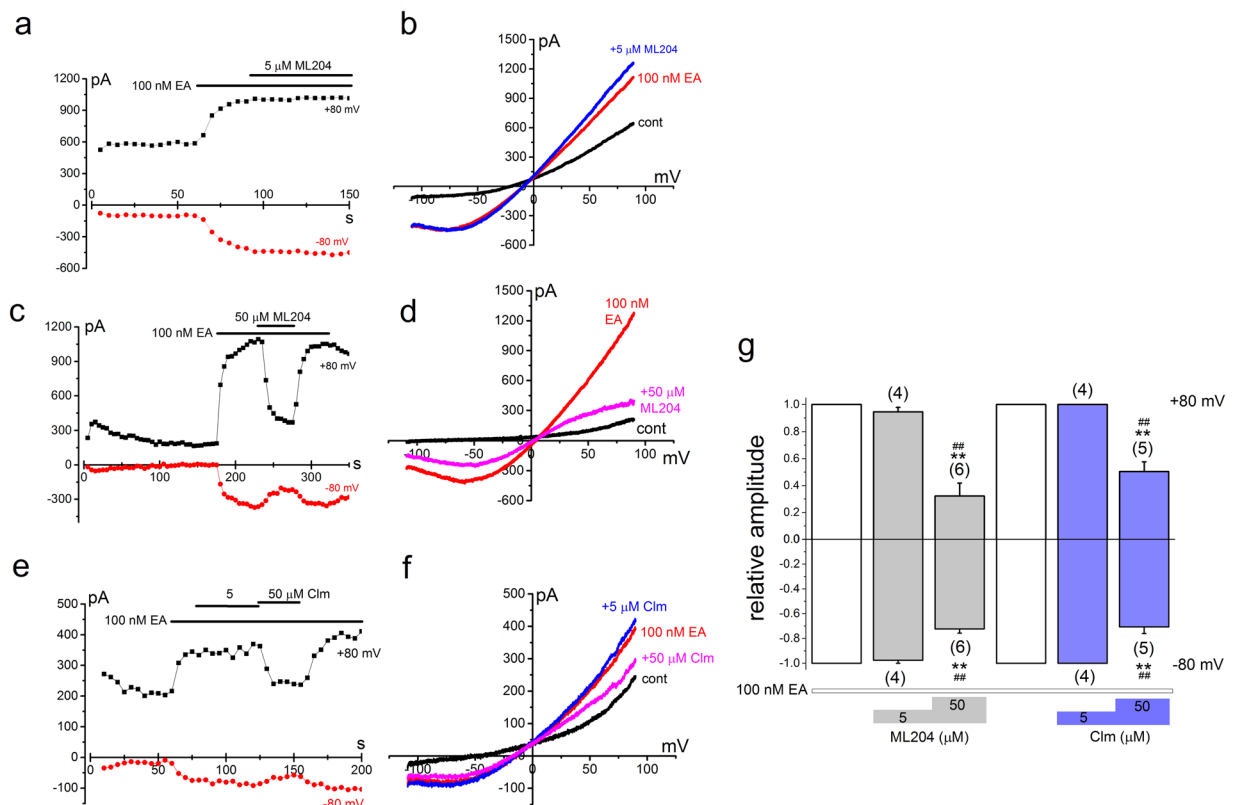 a
pA
5 µM ML204
100 nM EA
1200
900
600
300
0
-300
-600
0
50
100
150
s
+80 mV
-80 mV
b
pA
1500
1200
900
600
300
-300
-600
-100
-50
0
50
100
mV
+5 µM ML204
100 nM EA
cont
c
pA
50 µM ML204
100 nM EA
1200
900
600
300
0
-300
0
100
200
300
s
+80 mV
-80 mV
d
pA
1500
1200
900
600
300
-300
-600
-100
-50
0
50
100
mV
100 nM
EA
+50 µM
ML204
cont
e
pA
5
50 µM Clm
100 nM EA
500
400
300
200
100
0
-100
0
50
100
150
200
s
+80 mV
-80 mV
f
pA
500
400
300
200
100
0
-100
-100
-50
0
50
100
mV
+5 µM Clm
100 nM EA
+50 µM Clm
cont
g
relative amplitude
1.0
0.8
0.6
0.4
0.2
0.0
-0.2
-0.4
-0.6
-0.8
-1.0
(4)
##
**
(6)
(4)
##
**
(5)
+80 mV
(4)
(6)
**
##
(4)
(5)
**
##
-80 mV
100 nM EA
5
50
ML204 (µM)
5
50
Clm (µM)